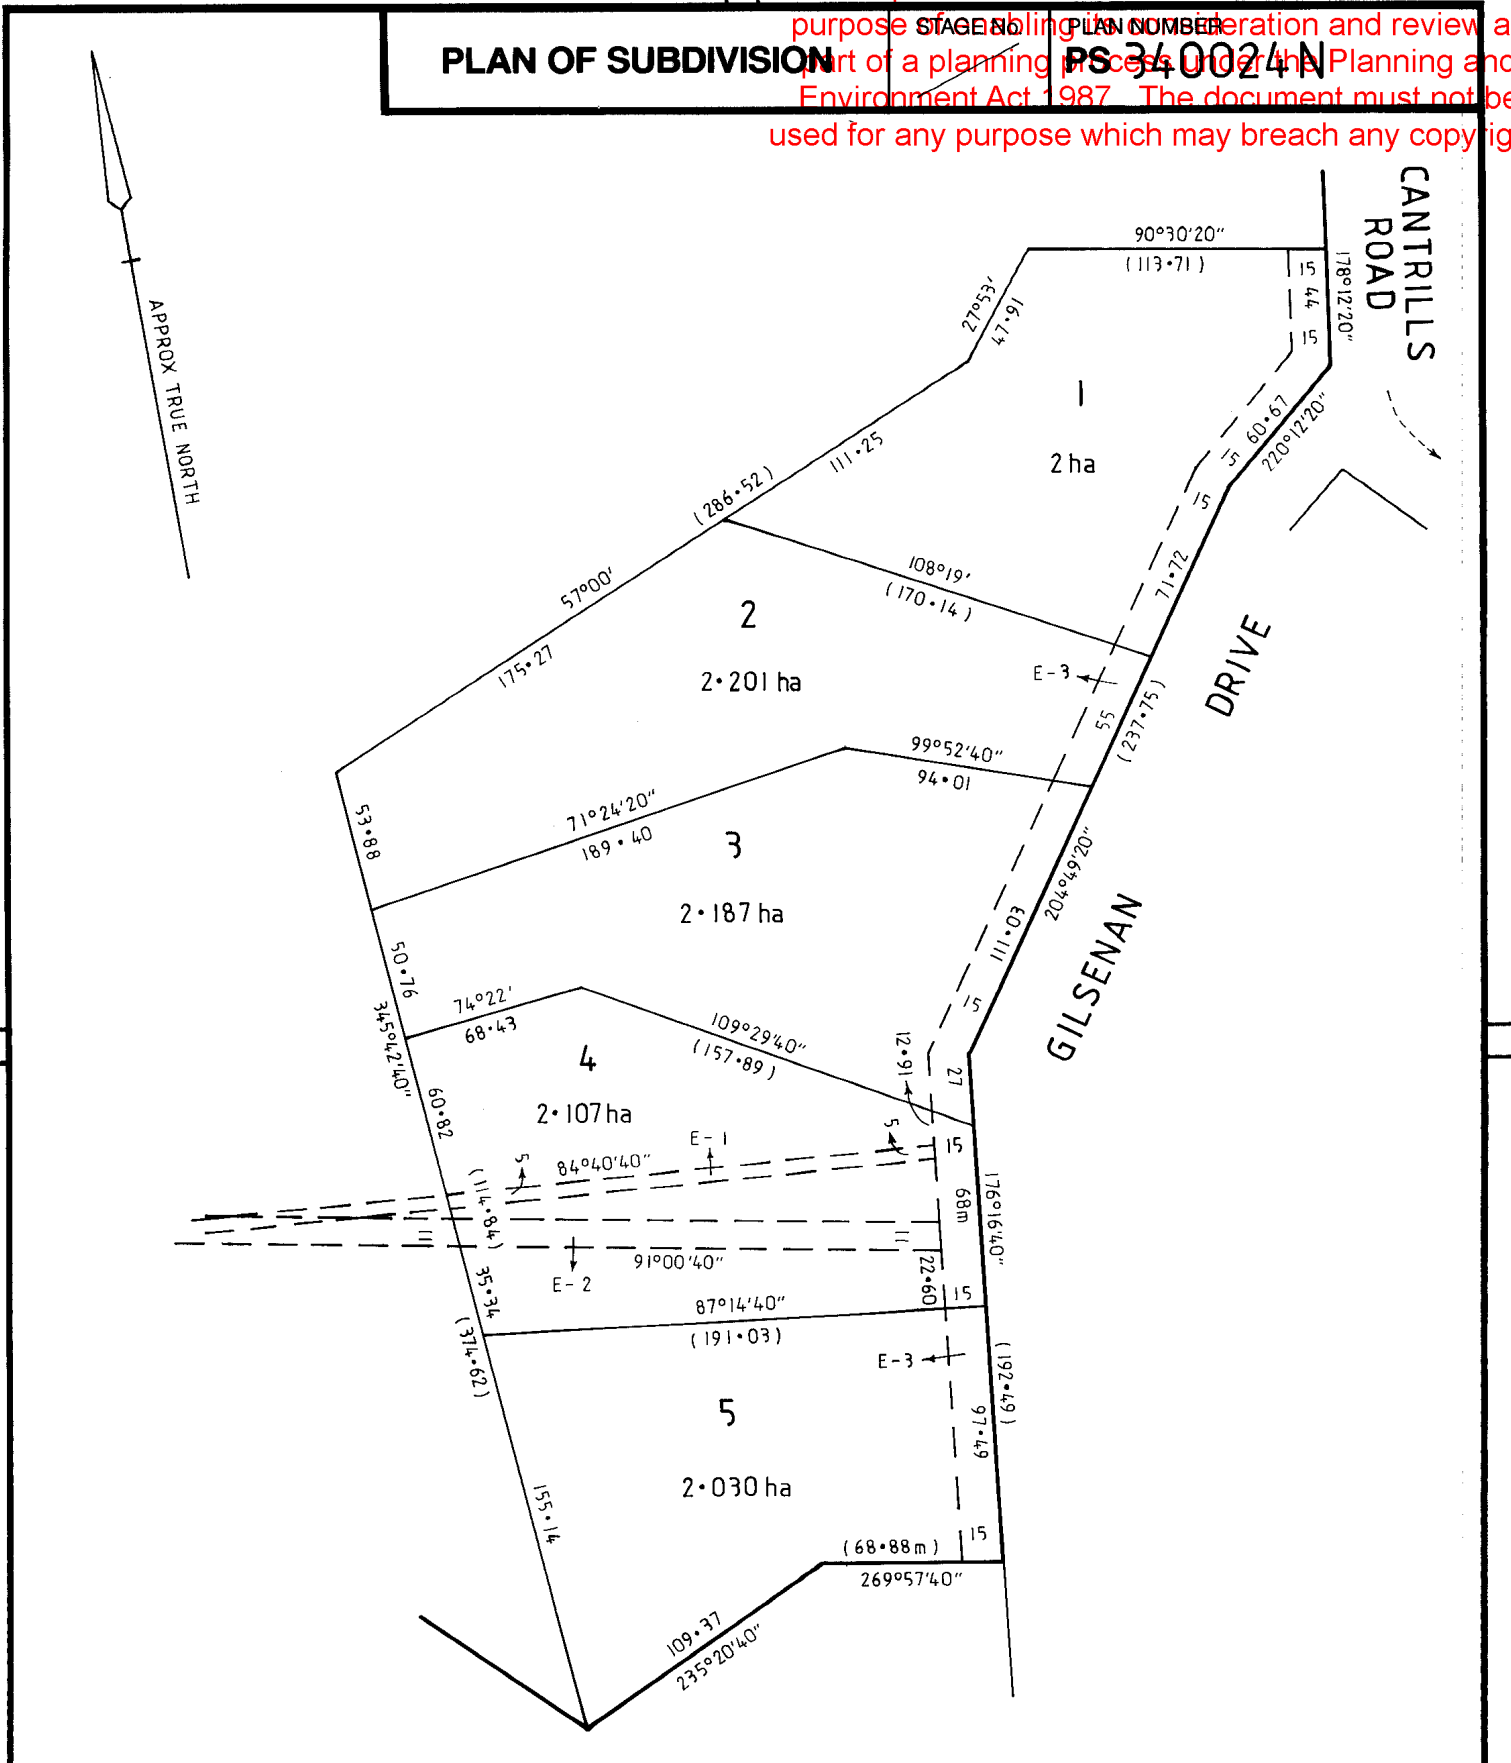 purpose of enabling its consideration and review a
part of a planning process under the Planning and
Environment Act 1987. The document must not be
used for any purpose which may breach any copyrig
PLAN OF SUBDIVISION
STAGE No.
PLAN NUMBER
PS 340024N
CANTRILLS
ROAD
APPROX TRUE NORTH
90°30'20"
(113·71)
15
44
15
178°12'20"
27°53'
47·91
1
2 ha
60·67
220°12'20"
15
15
111·25
(286·52)
57°00'
175·27
108°19'
(170·14)
71·72
2
2·201 ha
E-3
55
(237·75)
DRIVE
99°52'40"
94·01
71°24'20"
189·40
53·88
3
2·187 ha
204°49'20"
111·03
15
GILSENAN
50·76
345°42'40"
74°22'
68·43
109°29'40"
(157·89)
12·91
27
4
2·107 ha
60·82
5
84°40'40"
E-1
5
15
(114·84)
68m
176°16'40"
11
11
91°00'40"
E-2
22·60
35·34
15
87°14'40"
(191·03)
(374·62)
E-3
(192·49)
5
2·030 ha
97·49
155·14
15
(68·88m)
269°57'40"
109·37
235°20'40"